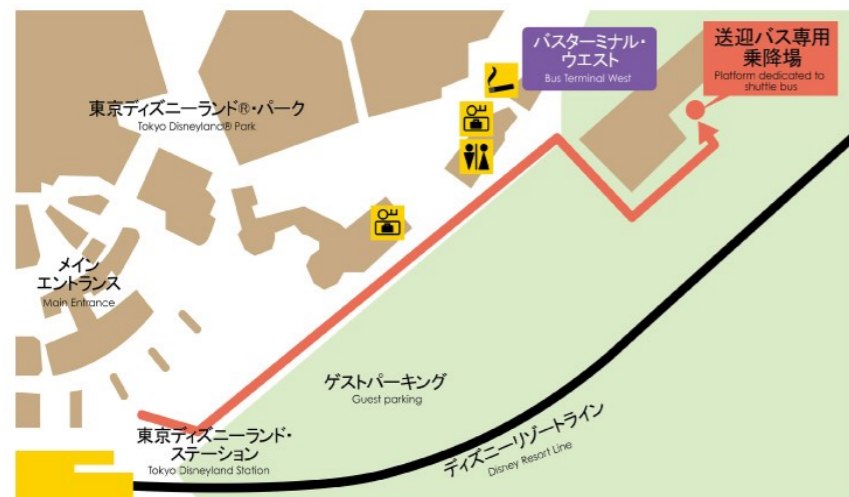 バスターミナル・
ウエスト
Bus Terminal West
送迎バス専用
乗降場
Platform dedicated to
shuttle bus
東京ディズニーランド®・パーク
Tokyo Disneyland® Park
メイン
エントランス
Main Entrance
ゲストパーキング
Guest parking
東京ディズニーランド・
ステーション
Tokyo Disneyland Station
ディズニーリゾートライン
Disney Resort Line